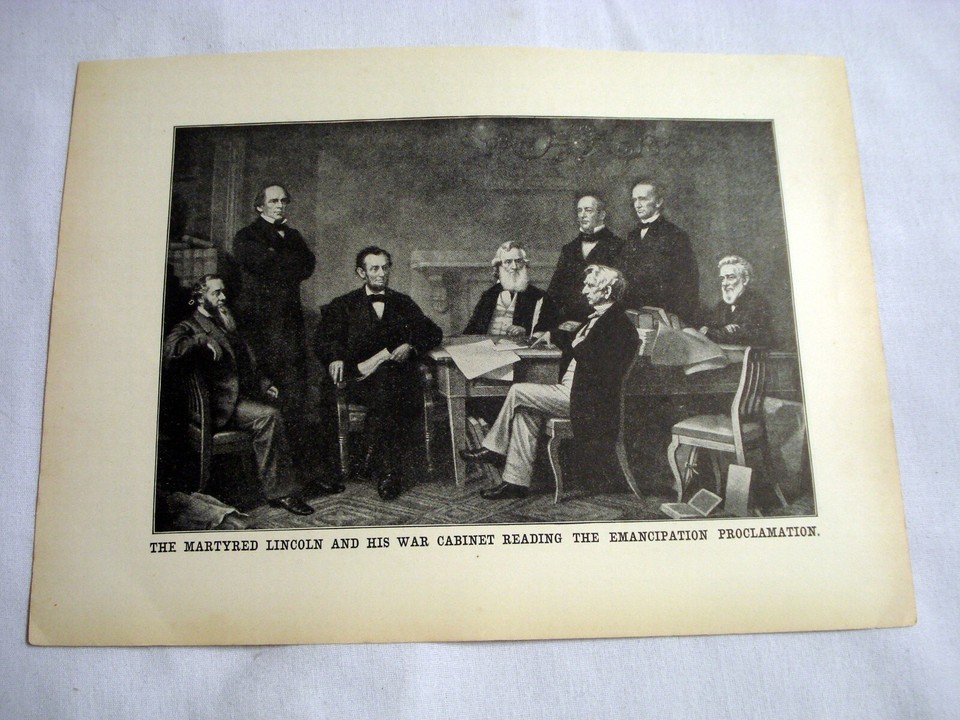 THE MARTYRED LINCOLN AND HIS WAR CABINET READING THE EMANCIPATION PROCLAMATION.